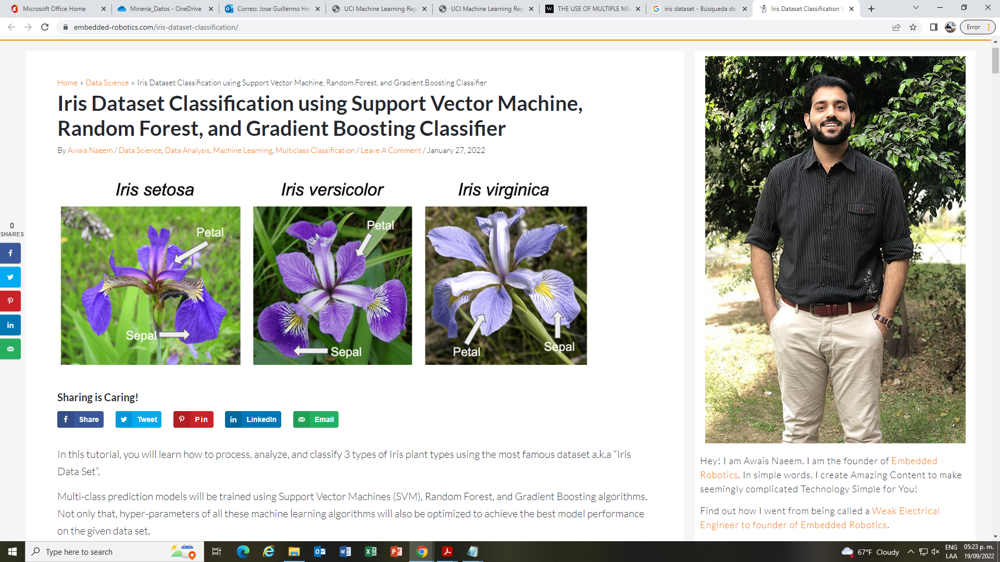 Microsoft Office Home
Mineria_Datos - OneDrive
Correo: Jose Guillermo He
UCI Machine Learning Rep
UCI Machine Learning Rep
THE USE OF MULTIPLE ME
iris dataset - Búsqueda de
Iris Dataset Classification U
embedded-robotics.com/iris-dataset-classification/
Error
Home » Data Science » Iris Dataset Classification using Support Vector Machine, Random Forest, and Gradient Boosting Classifier
Iris Dataset Classification using Support Vector Machine,
Random Forest, and Gradient Boosting Classifier
By Awais Naeem / Data Science, Data Analysis, Machine Learning, Multiclass Classification / Leave A Comment / January 27, 2022
Iris setosa
Iris versicolor
Iris virginica
Petal
Sepal
Petal
Sepal
Petal
Sepal
0
SHARES
Sharing is Caring!
Share
Tweet
Pin
LinkedIn
Email
In this tutorial, you will learn how to process, analyze, and classify 3 types of Iris plant types using the most famous dataset a.k.a “Iris
Data Set”.
Multi-class prediction models will be trained using Support Vector Machines (SVM), Random Forest, and Gradient Boosting algorithms.
Not only that, hyper-parameters of all these machine learning algorithms will also be optimized to achieve the best model performance
on the given data set.
Hey! I am Awais Naeem. I am the founder of Embedded
Robotics. In simple words, I create Amazing Content to make
seemingly complicated Technology Simple for You!
Find out how I went from being called a Weak Electrical
Engineer to founder of Embedded Robotics.
Type here to search
67°F Cloudy
ENG
LAA
05:23 p. m.
19/09/2022